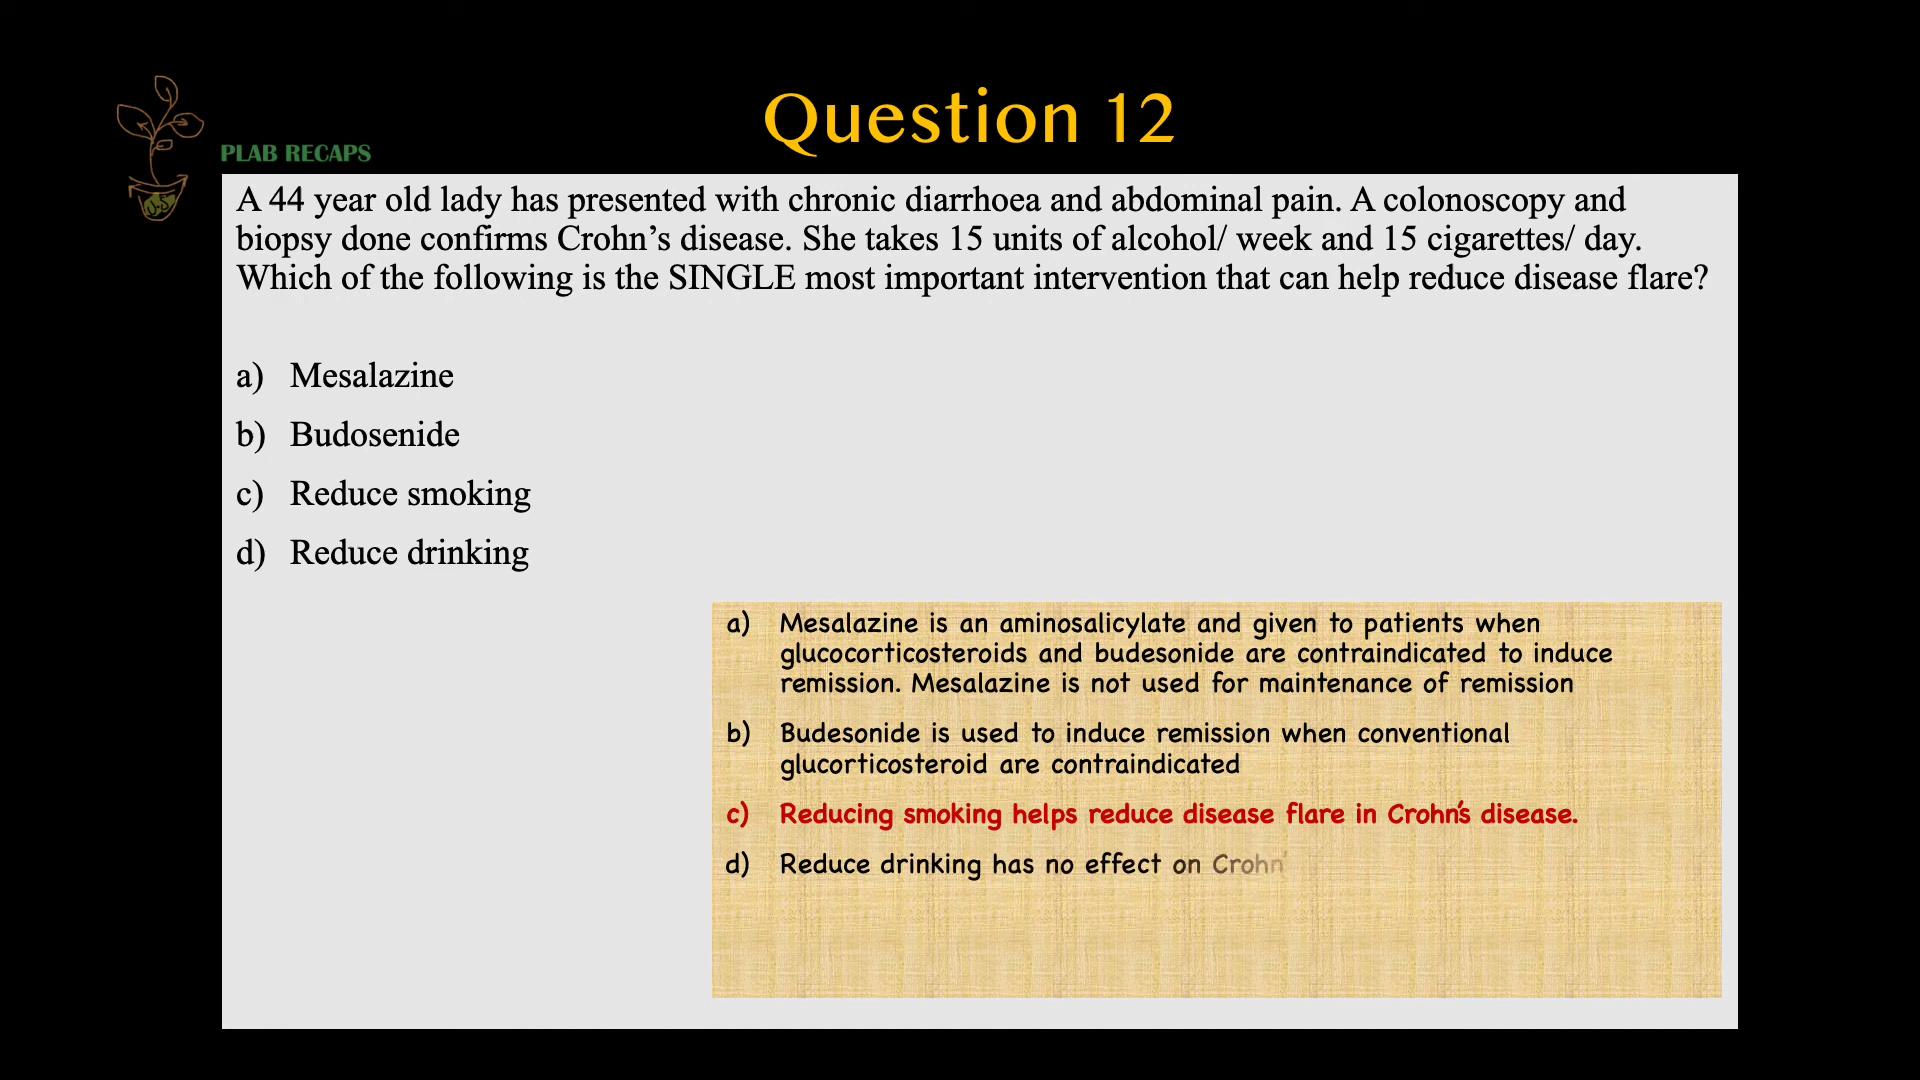 Question 12
PLAB RECAPS
A 44 year old lady has presented with chronic diarrhoea and abdominal pain. A colonoscopy and
biopsy done confirms Crohn’s disease. She takes 15 units of alcohol/ week and 15 cigarettes/ day.
Which of the following is the SINGLE most important intervention that can help reduce disease flare?
a) Mesalazine
b) Budosenide
c) Reduce smoking
d) Reduce drinking
a) Mesalazine is an aminosalicylate and given to patients when
glucocorticosteroids and budesonide are contraindicated to induce
remission. Mesalazine is not used for maintenance of remission
b) Budesonide is used to induce remission when conventional
glucorticosteroid are contraindicated
c) Reducing smoking helps reduce disease flare in Crohn’s disease.
d) Reduce drinking has no effect on Crohn’